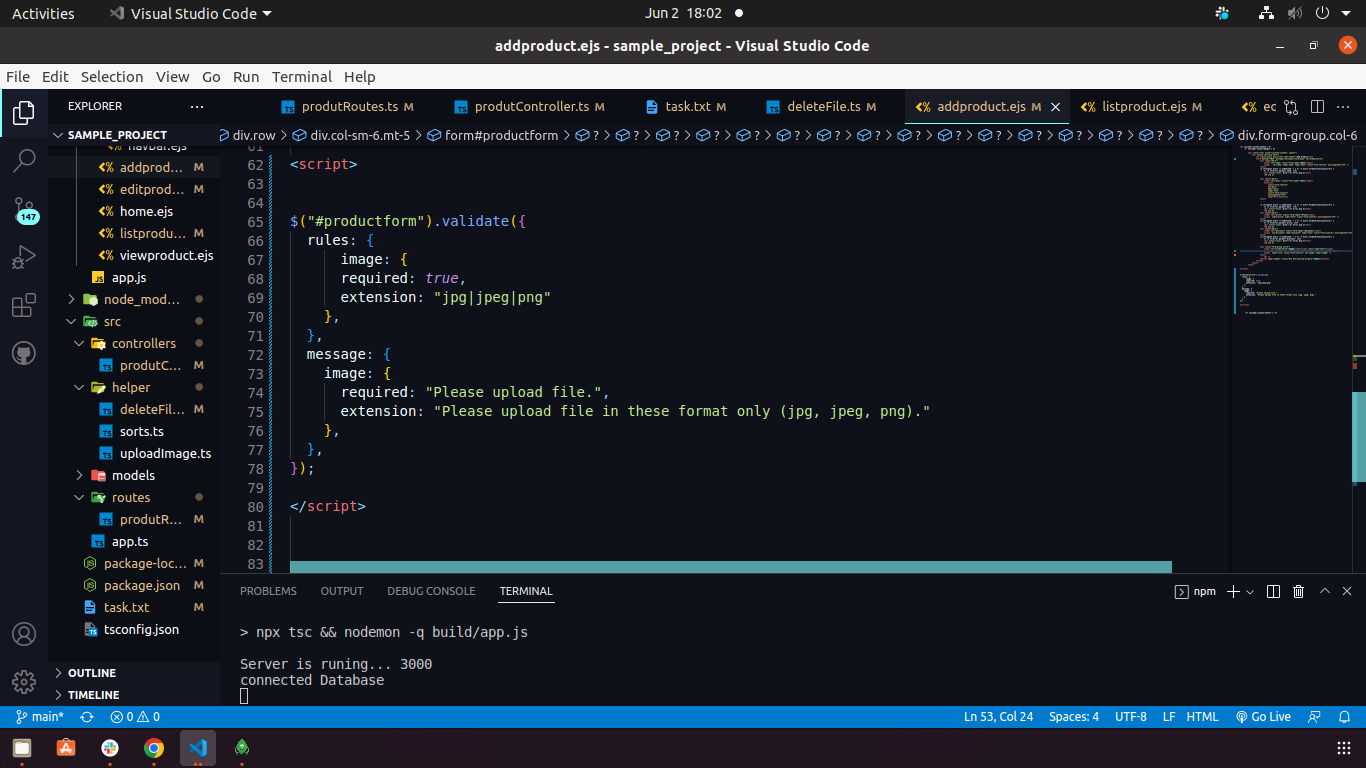 Activities Visual Studio Code Jun 2 18:02
addproduct.ejs - sample_project - Visual Studio Code
File Edit Selection View Go Run Terminal Help
EXPLORER
produtRoutes.ts M produtController.ts M task.txt M deleteFile.ts M addproduct.ejs M listproduct.ejs M ec
SAMPLE_PROJECT
div.row > div.col-sm-6.mt-5 > form#productform > ? > ? > ? > ? > ? > ? > ? > ? > ? > ? > ? > ? > ? > ? > ? > ? > div.form-group.col-6
navbar.ejs
addprod... M
editprod... M
home.ejs
listprodu... M
viewproduct.ejs
app.js
node_mod...
src
controllers
produtC... M
helper
deleteFil... M
sorts.ts
uploadImage.ts
models
routes
produtR... M
app.ts
package-loc... M
package.json M
task.txt M
tsconfig.json
OUTLINE
TIMELINE
147
61
62 <script>
63
64
65 $("#productform").validate({
66 rules: {
67 image: {
68 required: true,
69 extension: "jpg|jpeg|png"
70 },
71 },
72 message: {
73 image: {
74 required: "Please upload file.",
75 extension: "Please upload file in these format only (jpg, jpeg, png)."
76 },
77 },
78 });
79
80 </script>
81
82
83
PROBLEMS OUTPUT DEBUG CONSOLE TERMINAL npm
> npx tsc && nodemon -q build/app.js
Server is runing... 3000
connected Database
main* 0 0 Ln 53, Col 24 Spaces: 4 UTF-8 LF HTML Go Live